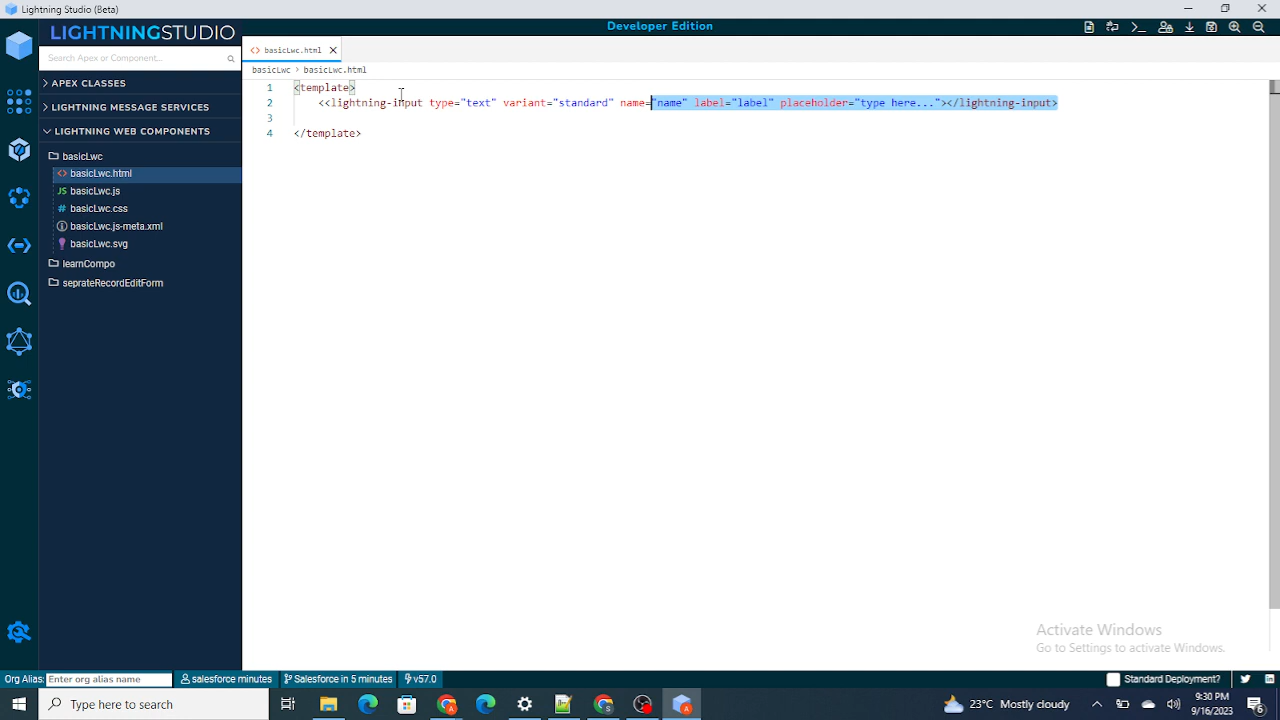 Lightning Studio (Beta)
LIGHTNINGSTUDIO
Developer Edition
Search Apex or Component...
basicLwc.html
basicLwc > basicLwc.html
APEX CLASSES
LIGHTNING MESSAGE SERVICES
LIGHTNING WEB COMPONENTS
basicLwc
basicLwc.html
JS basicLwc.js
# basicLwc.css
basicLwc.js-meta.xml
basicLwc.svg
learnCompo
seprateRecordEditForm
1 <template>
2 <<lightning-input type="text" variant="standard" name="name" label="label" placeholder="type here..."></lightning-input>
3
4 </template>
Activate Windows
Go to Settings to activate Windows.
Org Alias: Enter org alias name salesforce minutes Salesforce in 5 minutes v57.0 Standard Deployment?
Type here to search
23°C Mostly cloudy
9:30 PM
9/16/2023
6